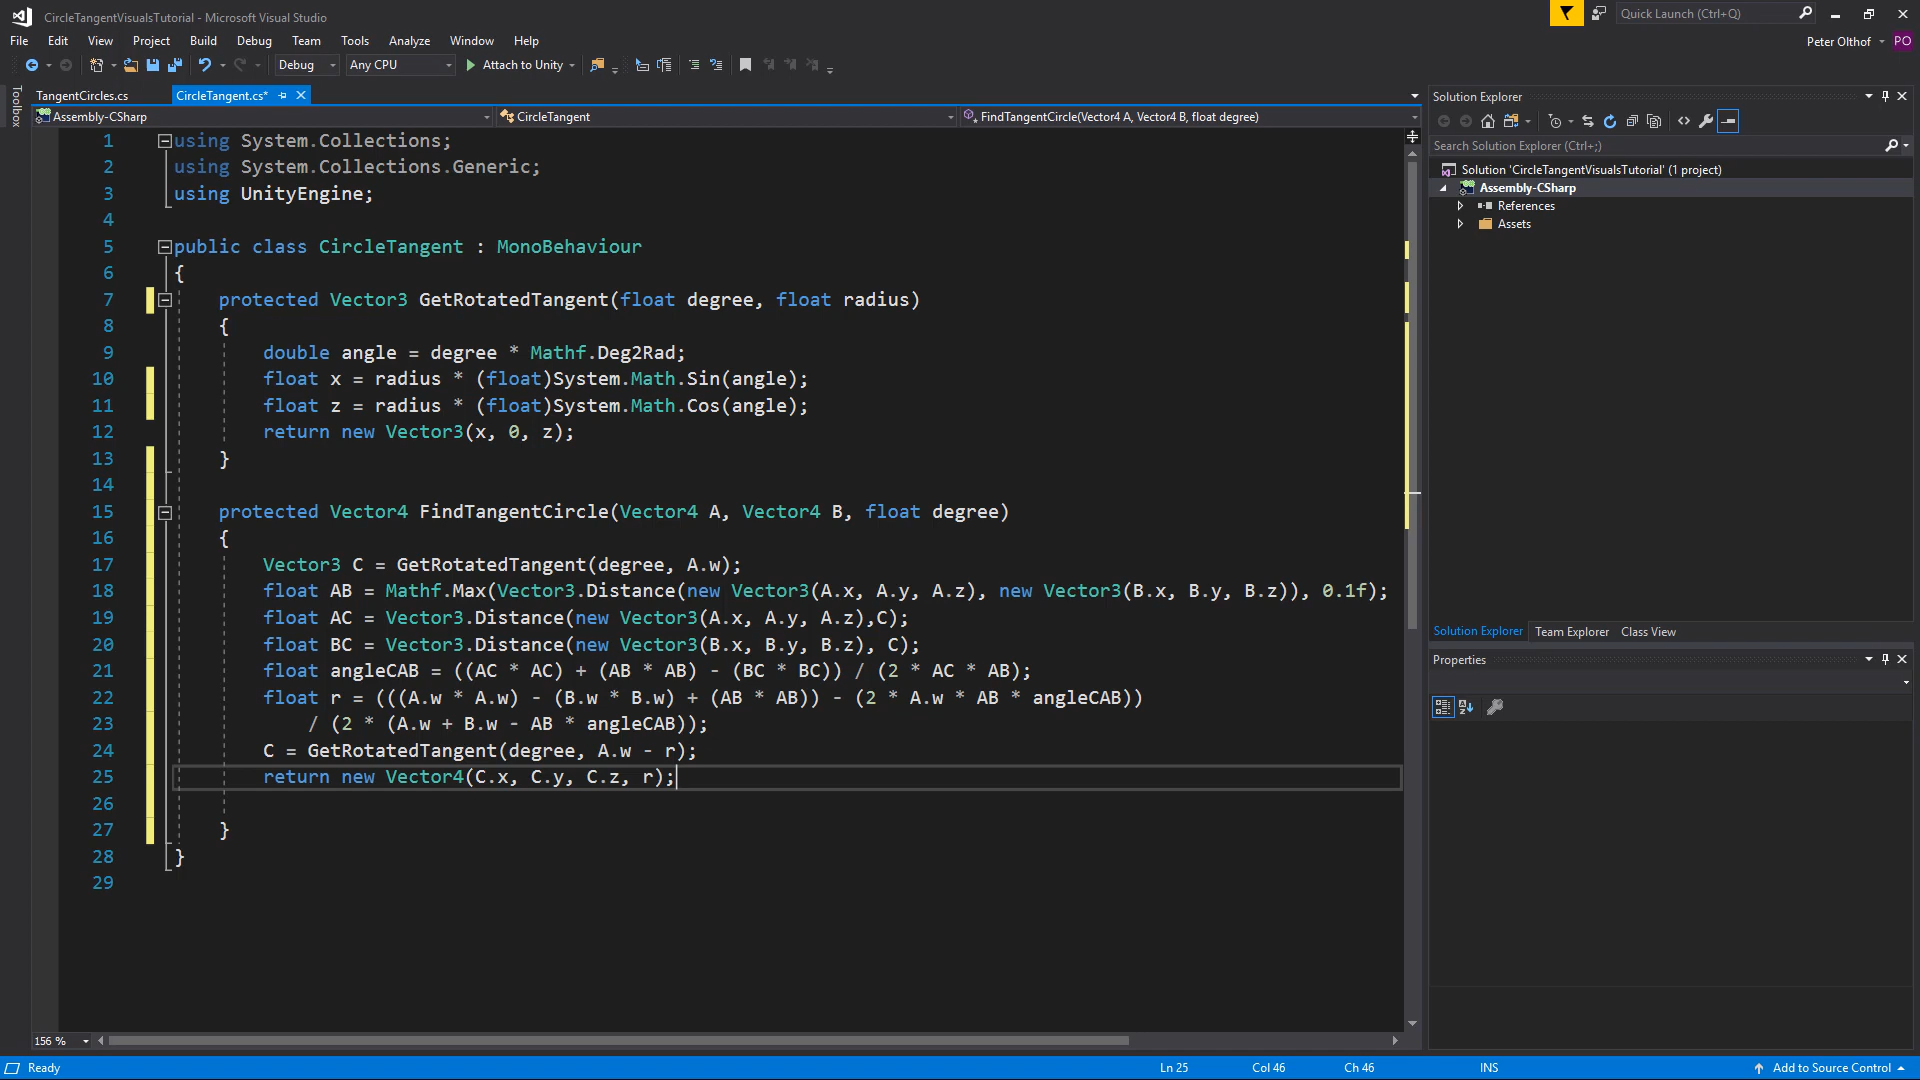 CircleTangentVisualsTutorial - Microsoft Visual Studio
Quick Launch (Ctrl+Q)
File Edit View Project Build Debug Team Tools Analyze Window Help
Peter Olthof PO
Debug Any CPU Attach to Unity
Toolbox
TangentCircles.cs CircleTangent.cs*
Assembly-CSharp CircleTangent FindTangentCircle(Vector4 A, Vector4 B, float degree)
1 using System.Collections;
2 using System.Collections.Generic;
3 using UnityEngine;
4
5 public class CircleTangent : MonoBehaviour
6 {
7 protected Vector3 GetRotatedTangent(float degree, float radius)
8 {
9 double angle = degree * Mathf.Deg2Rad;
10 float x = radius * (float)System.Math.Sin(angle);
11 float z = radius * (float)System.Math.Cos(angle);
12 return new Vector3(x, 0, z);
13 }
14
15 protected Vector4 FindTangentCircle(Vector4 A, Vector4 B, float degree)
16 {
17 Vector3 C = GetRotatedTangent(degree, A.w);
18 float AB = Mathf.Max(Vector3.Distance(new Vector3(A.x, A.y, A.z), new Vector3(B.x, B.y, B.z)), 0.1f);
19 float AC = Vector3.Distance(new Vector3(A.x, A.y, A.z),C);
20 float BC = Vector3.Distance(new Vector3(B.x, B.y, B.z), C);
21 float angleCAB = ((AC * AC) + (AB * AB) - (BC * BC)) / (2 * AC * AB);
22 float r = (((A.w * A.w) - (B.w * B.w) + (AB * AB)) - (2 * A.w * AB * angleCAB))
23 / (2 * (A.w + B.w - AB * angleCAB));
24 C = GetRotatedTangent(degree, A.w - r);
25 return new Vector4(C.x, C.y, C.z, r);
26
27 }
28 }
29
156 %
Solution Explorer
Search Solution Explorer (Ctrl+;)
Solution 'CircleTangentVisualsTutorial' (1 project)
Assembly-CSharp
References
Assets
Solution Explorer Team Explorer Class View
Properties
Ready Ln 25 Col 46 Ch 46 INS Add to Source Control